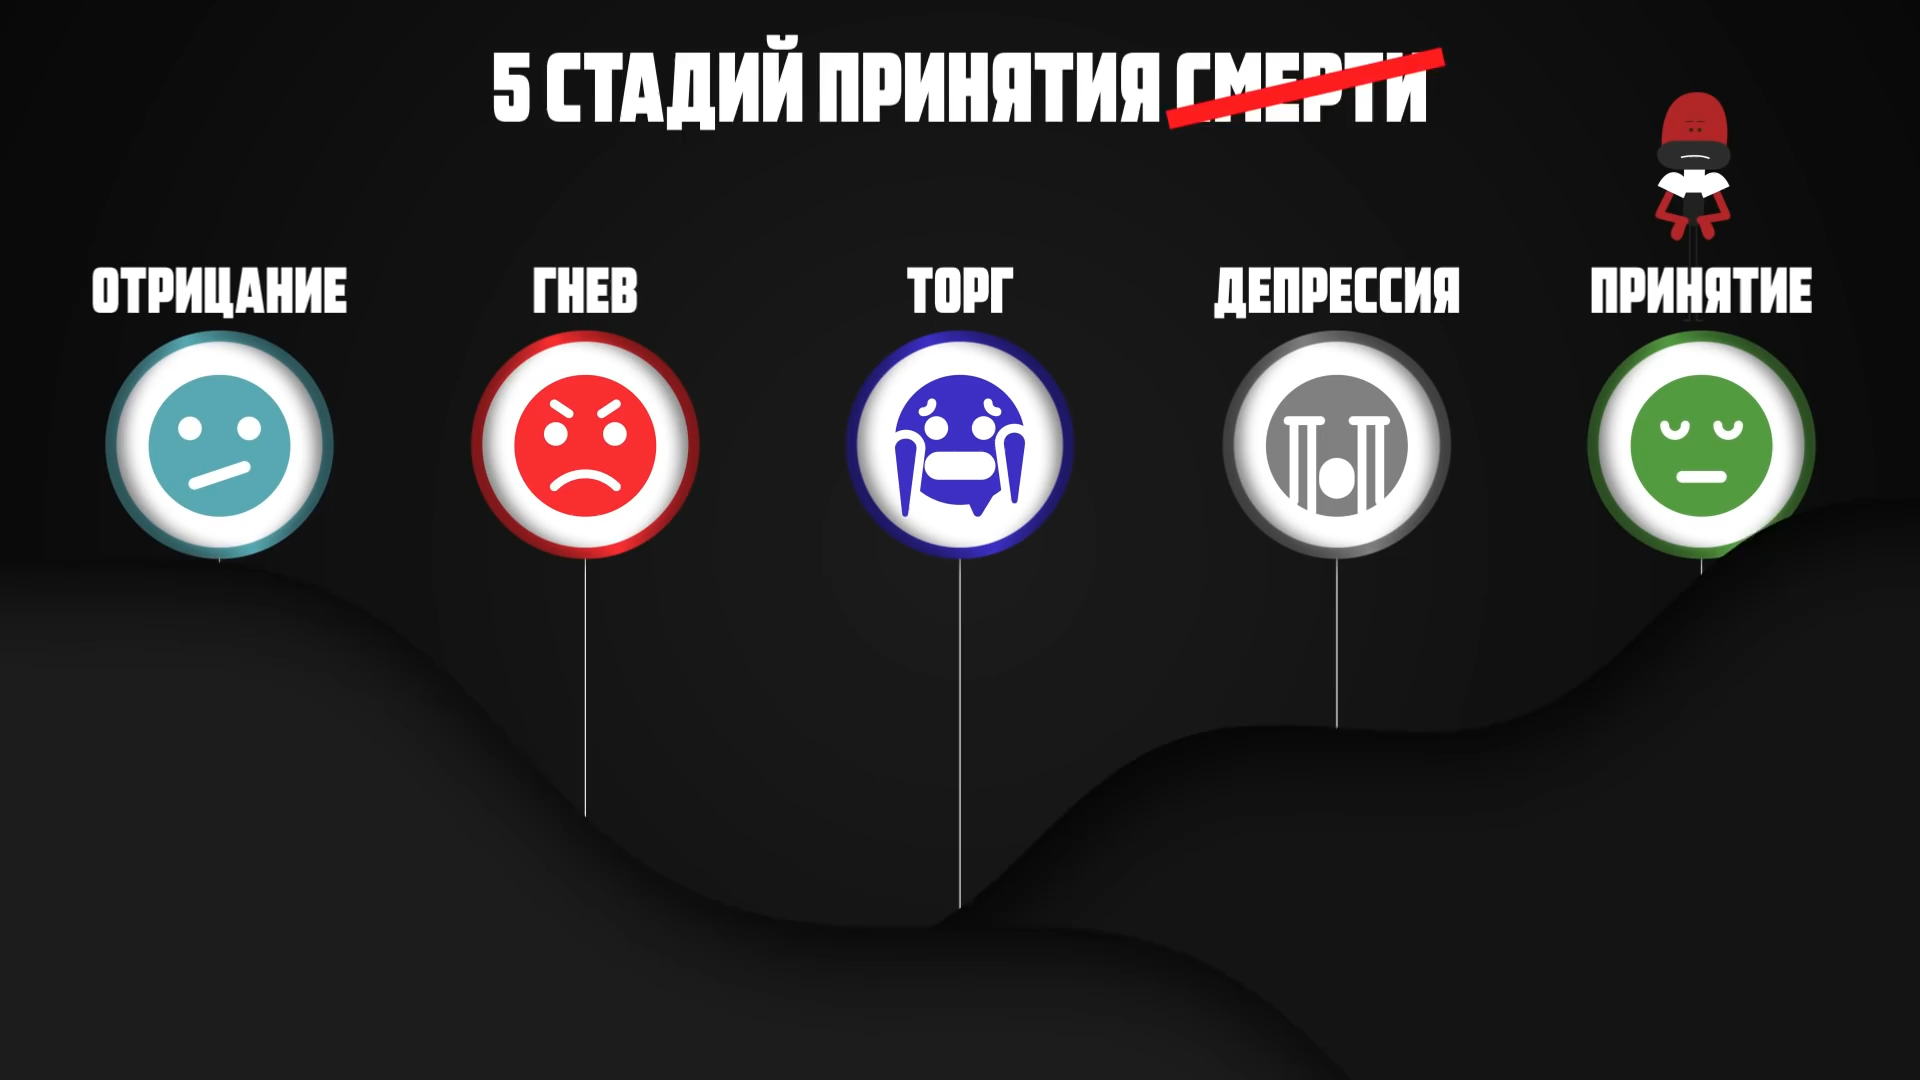 5 СТАДИЙ ПРИНЯТИЯ СМЕРТИ
ОТРИЦАНИЕ
ГНЕВ
ТОРГ
ДЕПРЕССИЯ
ПРИНЯТИЕ